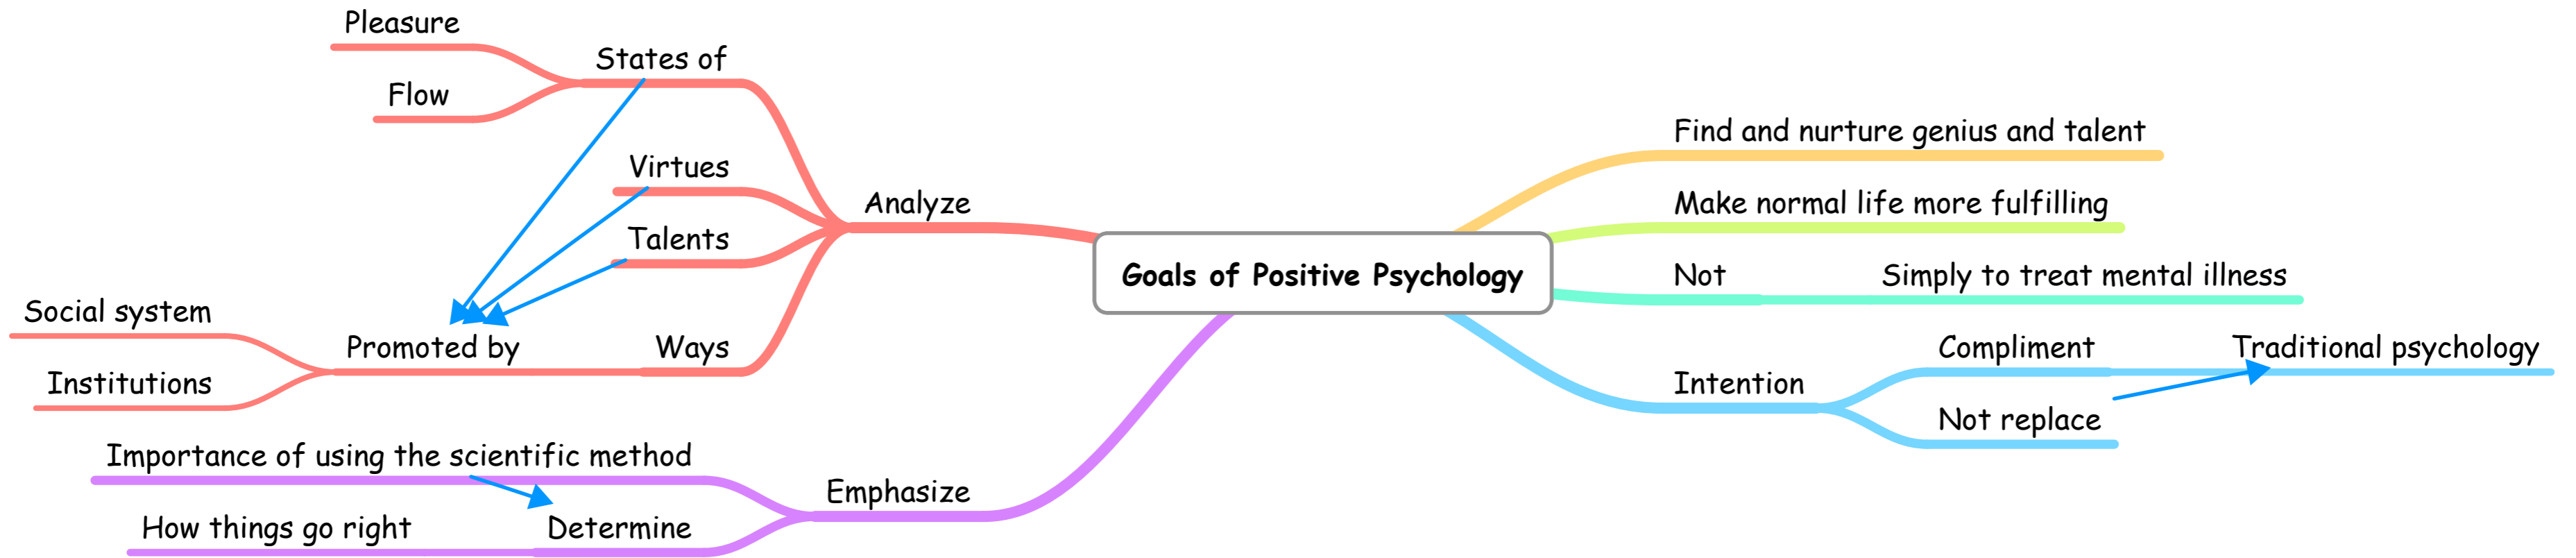 Goals of Positive Psychology
Find and nurture genius and talent
Make normal life more fulfilling
Not
Simply to treat mental illness
Intention
Compliment
Traditional psychology
Not replace
Analyze
States of
Pleasure
Flow
Virtues
Talents
Ways
Promoted by
Social system
Institutions
Emphasize
Importance of using the scientific method
Determine
How things go right